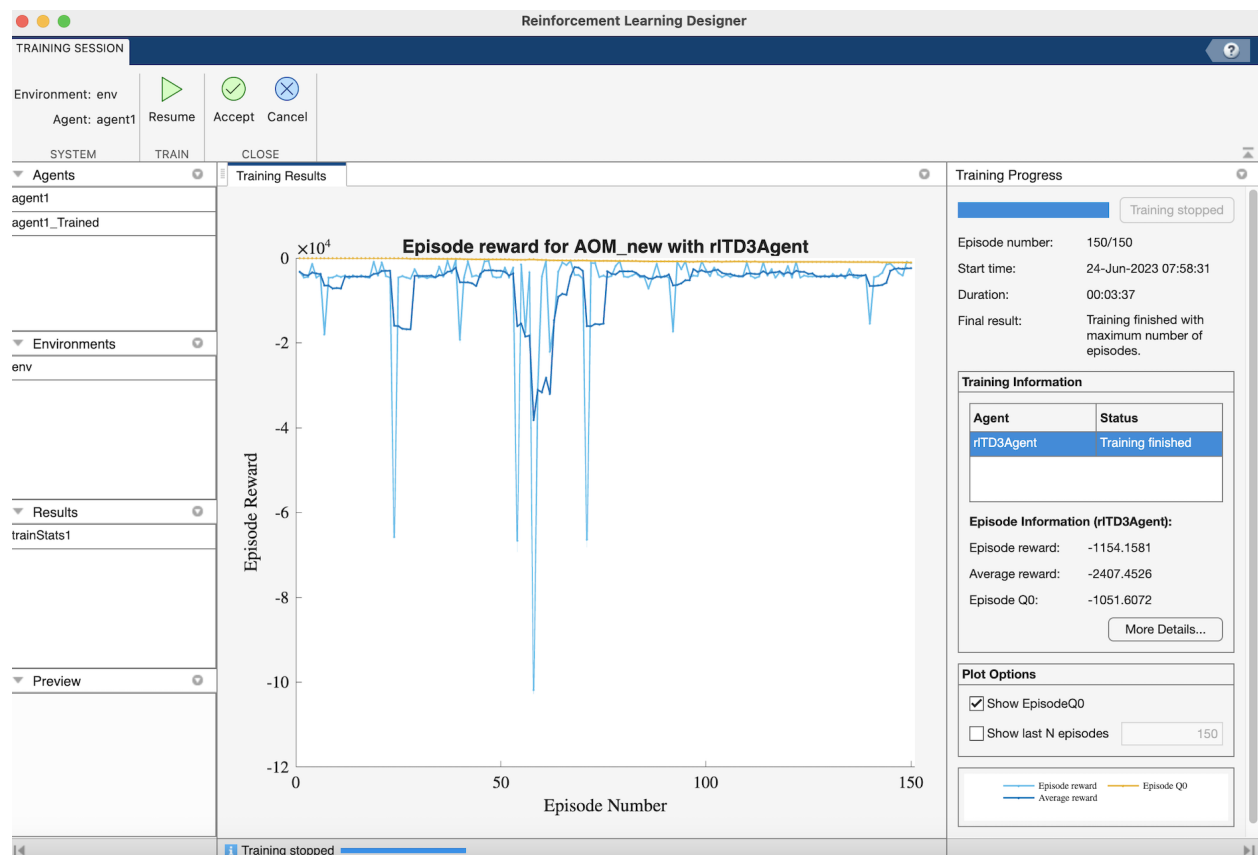 Reinforcement Learning Designer
TRAINING SESSION
?
Environment: env
Agent: agent1
Resume
Accept
Cancel
SYSTEM
TRAIN
CLOSE
Agents
agent1
agent1_Trained
Environments
env
Results
trainStats1
Preview
Training Results
×10⁴
Episode reward for AOM_new with rlTD3Agent
0
-2
-4
-6
-8
-10
-12
Episode Reward
0
50
100
150
Episode Number
Training Progress
Training stopped
Episode number: 150/150
Start time: 24-Jun-2023 07:58:31
Duration: 00:03:37
Final result: Training finished with
maximum number of
episodes.
Training Information
Agent Status
rlTD3Agent Training finished
Episode Information (rlTD3Agent):
Episode reward: -1154.1581
Average reward: -2407.4526
Episode Q0: -1051.6072
More Details...
Plot Options
Show EpisodeQ0
Show last N episodes 150
Episode reward
Episode Q0
Average reward
Training stopped